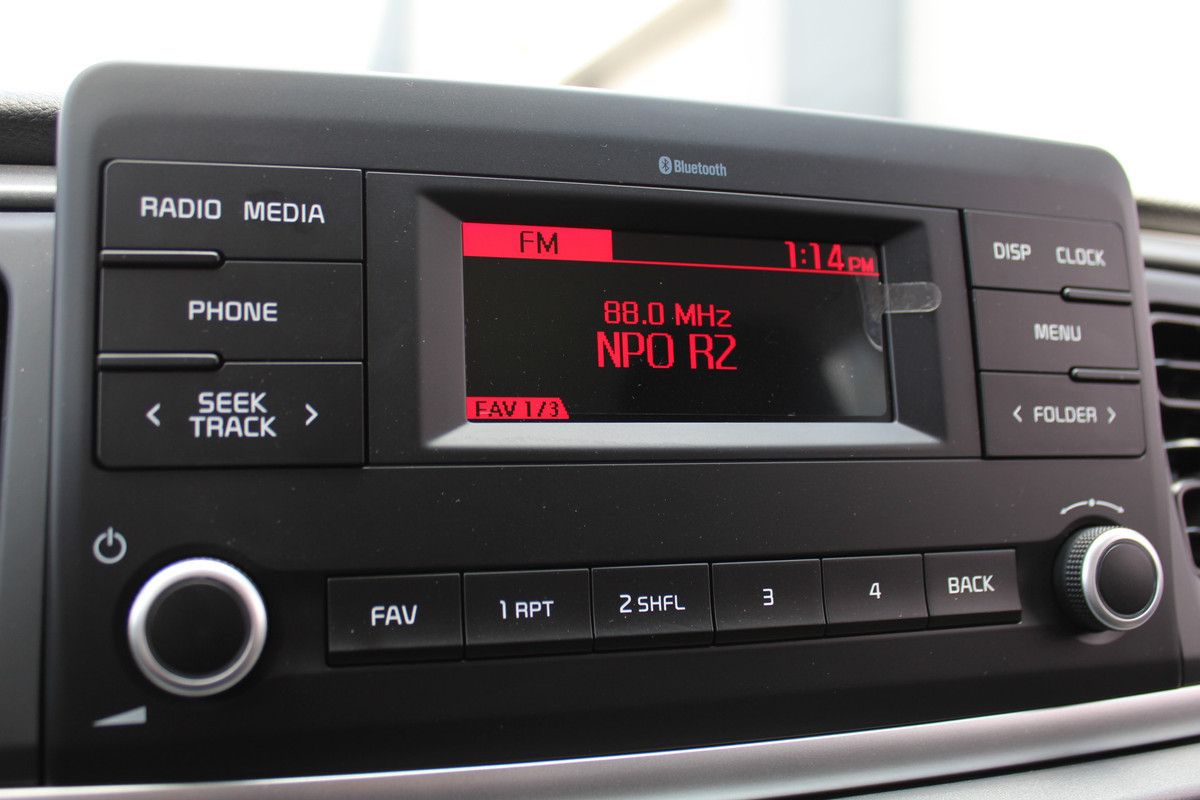 Bluetooth
RADIO MEDIA
PHONE
< SEEK TRACK >
FM
1:14 PM
88.0 MHz
NPO R2
FAV 1/3
DISP CLOCK
MENU
< FOLDER >
FAV
1 RPT
2 SHFL
3
4
BACK